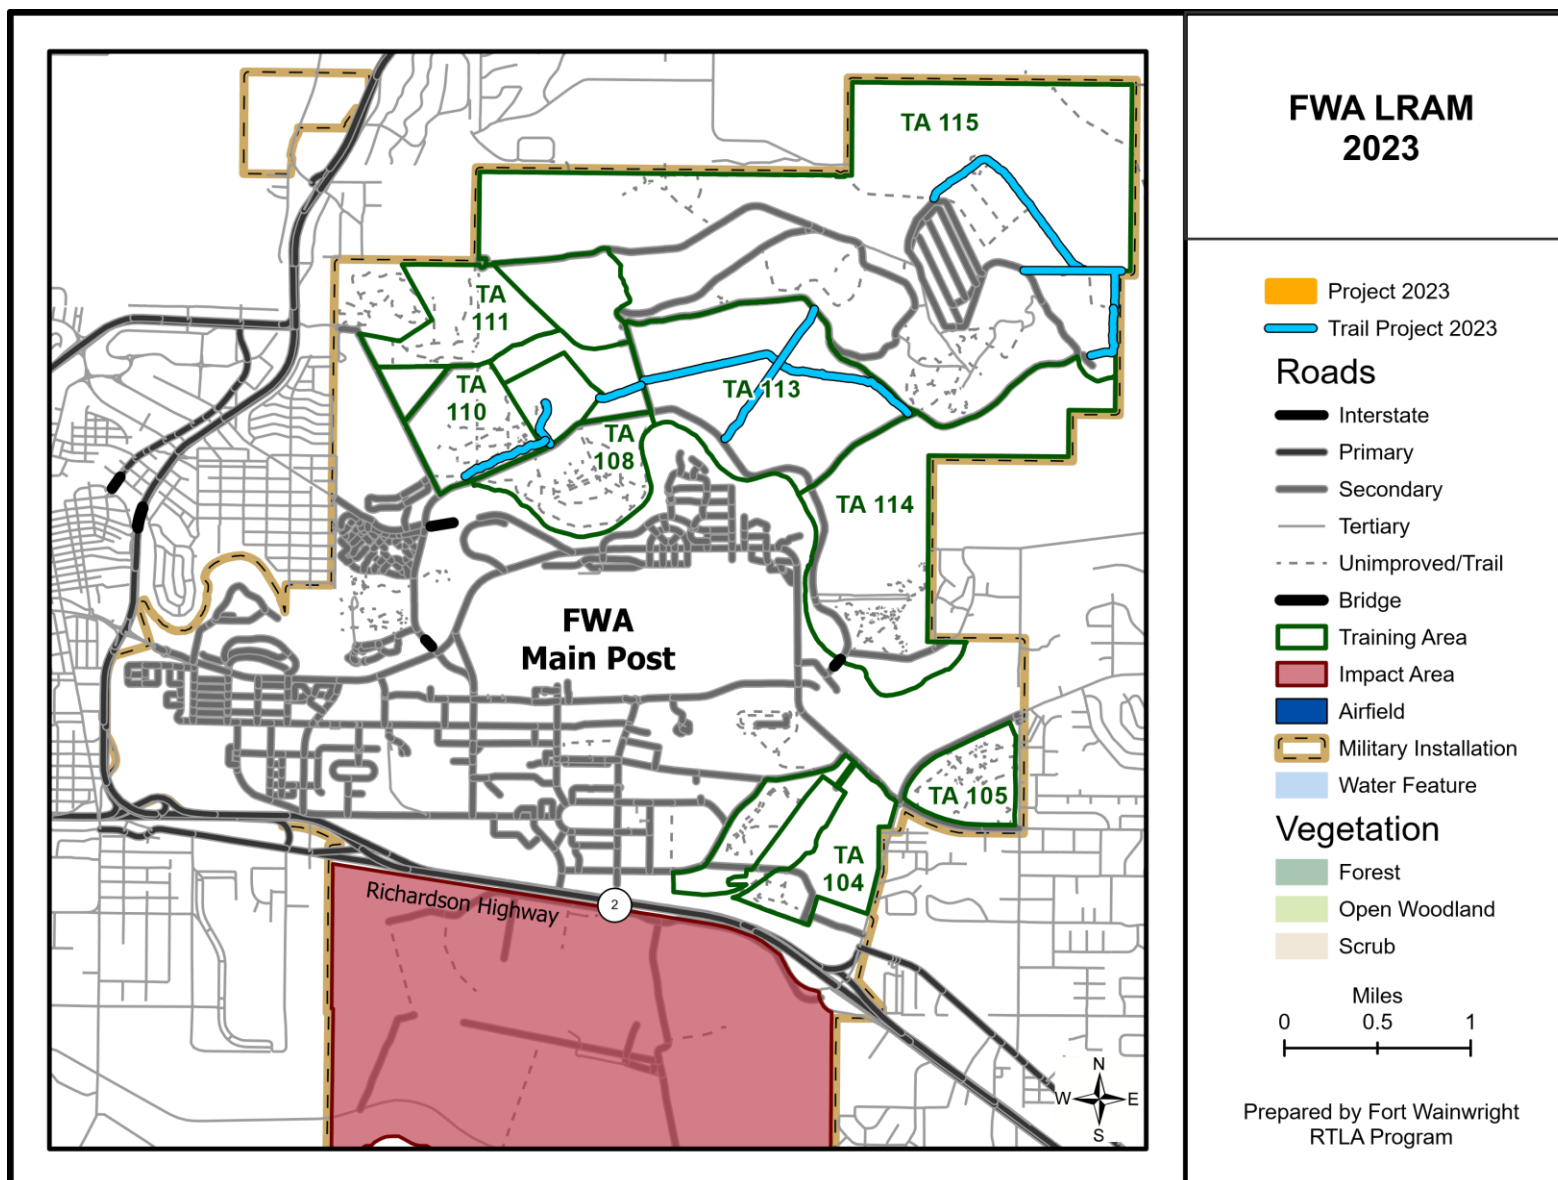 FWA LRAM
2023
TA 115
TA
111
TA
110
TA 113
TA
108
TA 114
FWA
Main Post
TA 105
TA
104
Richardson Highway
2
N
W
E
S
Project 2023
Trail Project 2023
Roads
Interstate
Primary
Secondary
Tertiary
Unimproved/Trail
Bridge
Training Area
Impact Area
Airfield
Military Installation
Water Feature
Vegetation
Forest
Open Woodland
Scrub
Miles
0 0.5 1
Prepared by Fort Wainwright
RTLA Program